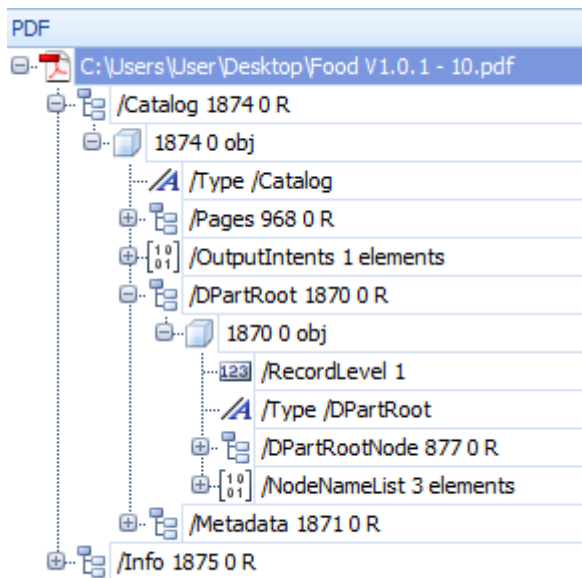 PDF
C:\Users\User\Desktop\Food V1.0.1 - 10.pdf
/Catalog 1874 0 R
1874 0 obj
/Type /Catalog
/Pages 968 0 R
/OutputIntents 1 elements
/DPartRoot 1870 0 R
1870 0 obj
123 /RecordLevel 1
/Type /DPartRoot
/DPartRootNode 877 0 R
/NodeNameList 3 elements
/Metadata 1871 0 R
/Info 1875 0 R